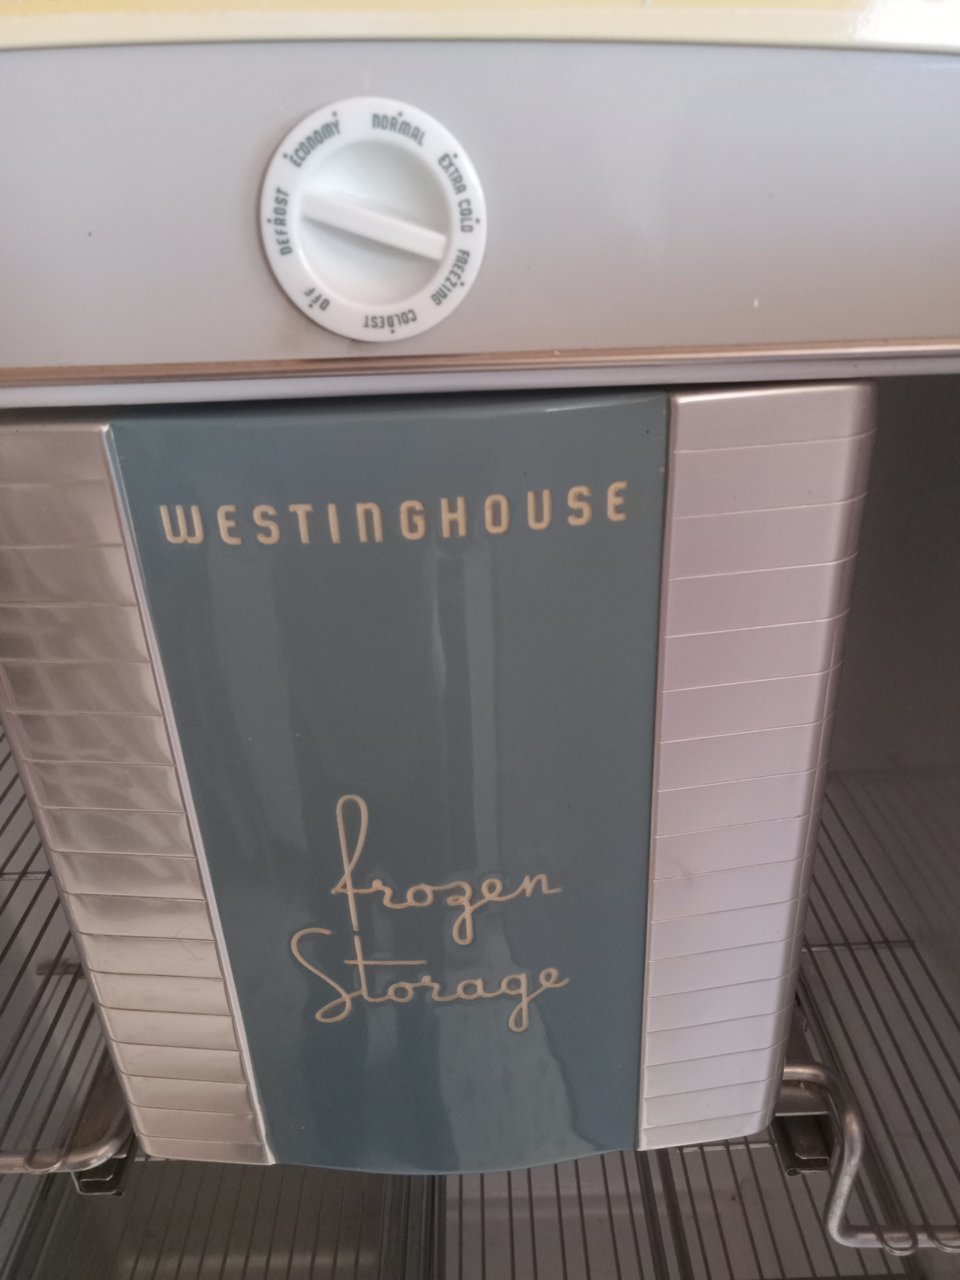 ECONOMY
NORMAL
EXTRA COLD
FREEZING
COLDEST
OFF
DEFROST
WESTINGHOUSE
frozen
Storage